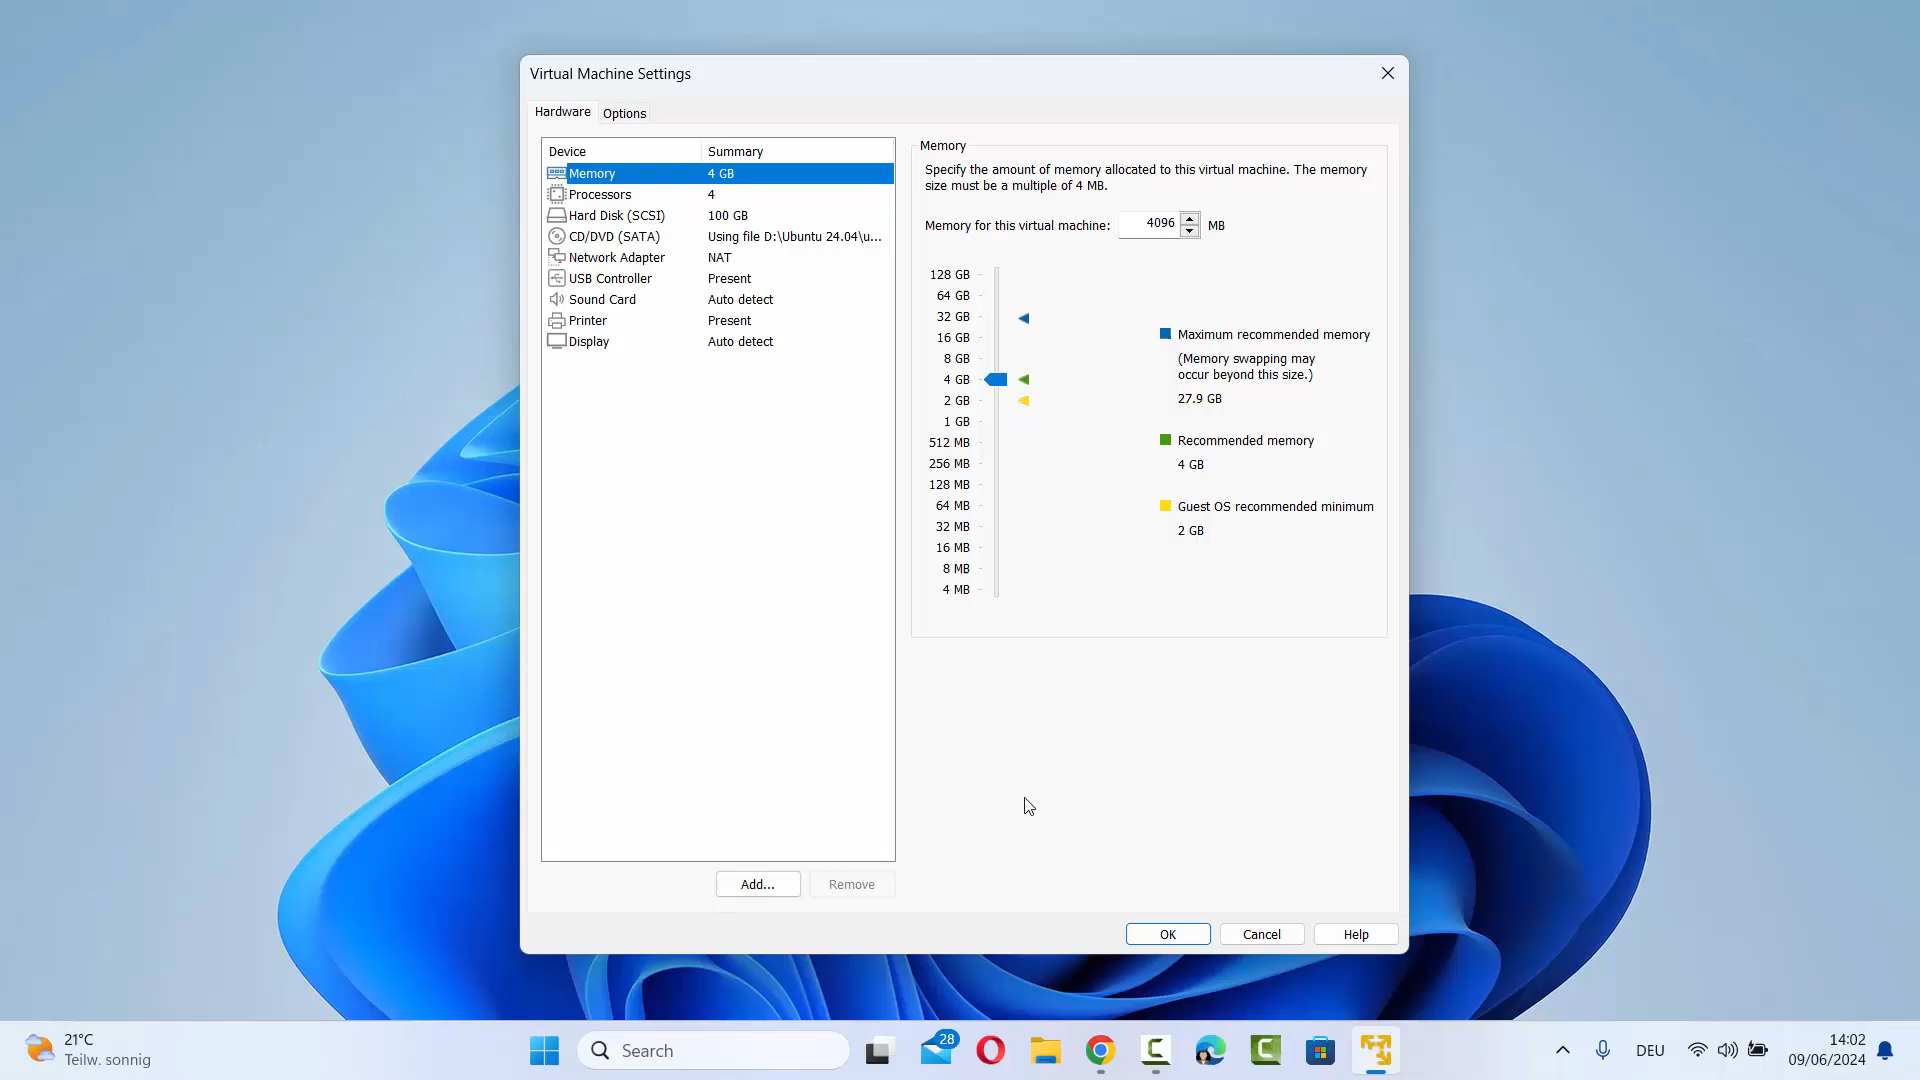 Virtual Machine Settings
Hardware Options
Device Summary
Memory 4 GB
Processors 4
Hard Disk (SCSI) 100 GB
CD/DVD (SATA) Using file D:\Ubuntu 24.04\u...
Network Adapter NAT
USB Controller Present
Sound Card Auto detect
Printer Present
Display Auto detect
Add... Remove
Memory
Specify the amount of memory allocated to this virtual machine. The memory
size must be a multiple of 4 MB.
Memory for this virtual machine: 4096 MB
128 GB
64 GB
32 GB
16 GB
8 GB
4 GB
2 GB
1 GB
512 MB
256 MB
128 MB
64 MB
32 MB
16 MB
8 MB
4 MB
Maximum recommended memory
(Memory swapping may
occur beyond this size.)
27.9 GB
Recommended memory
4 GB
Guest OS recommended minimum
2 GB
OK Cancel Help
21°C
Teilw. sonnig
Search
28
DEU
14:02
09/06/2024